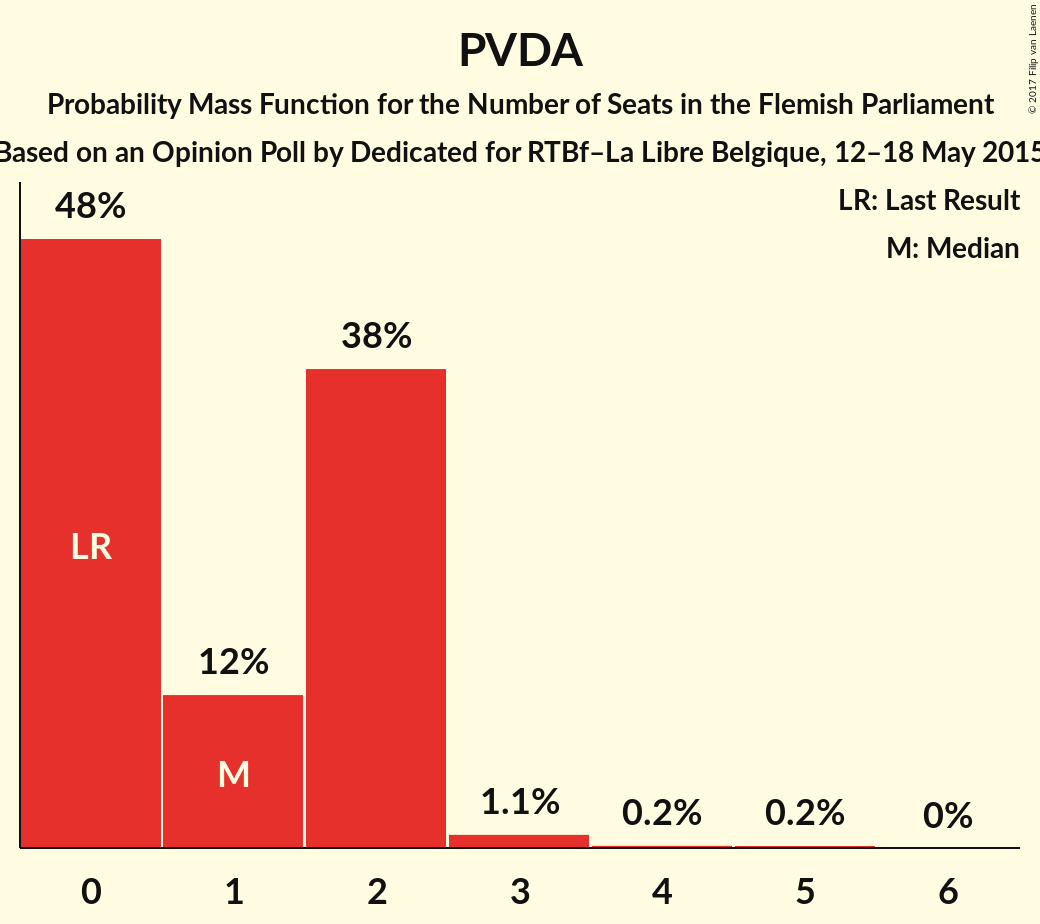 PVDA
Probability Mass Function for the Number of Seats in the Flemish Parliament
Based on an Opinion Poll by Dedicated for RTBf–La Libre Belgique, 12–18 May 2015
© 2017 Filip van Laenen
LR: Last Result
M: Median
48%
12%
38%
1.1%
0.2%
0.2%
0%
LR
M
0 1 2 3 4 5 6